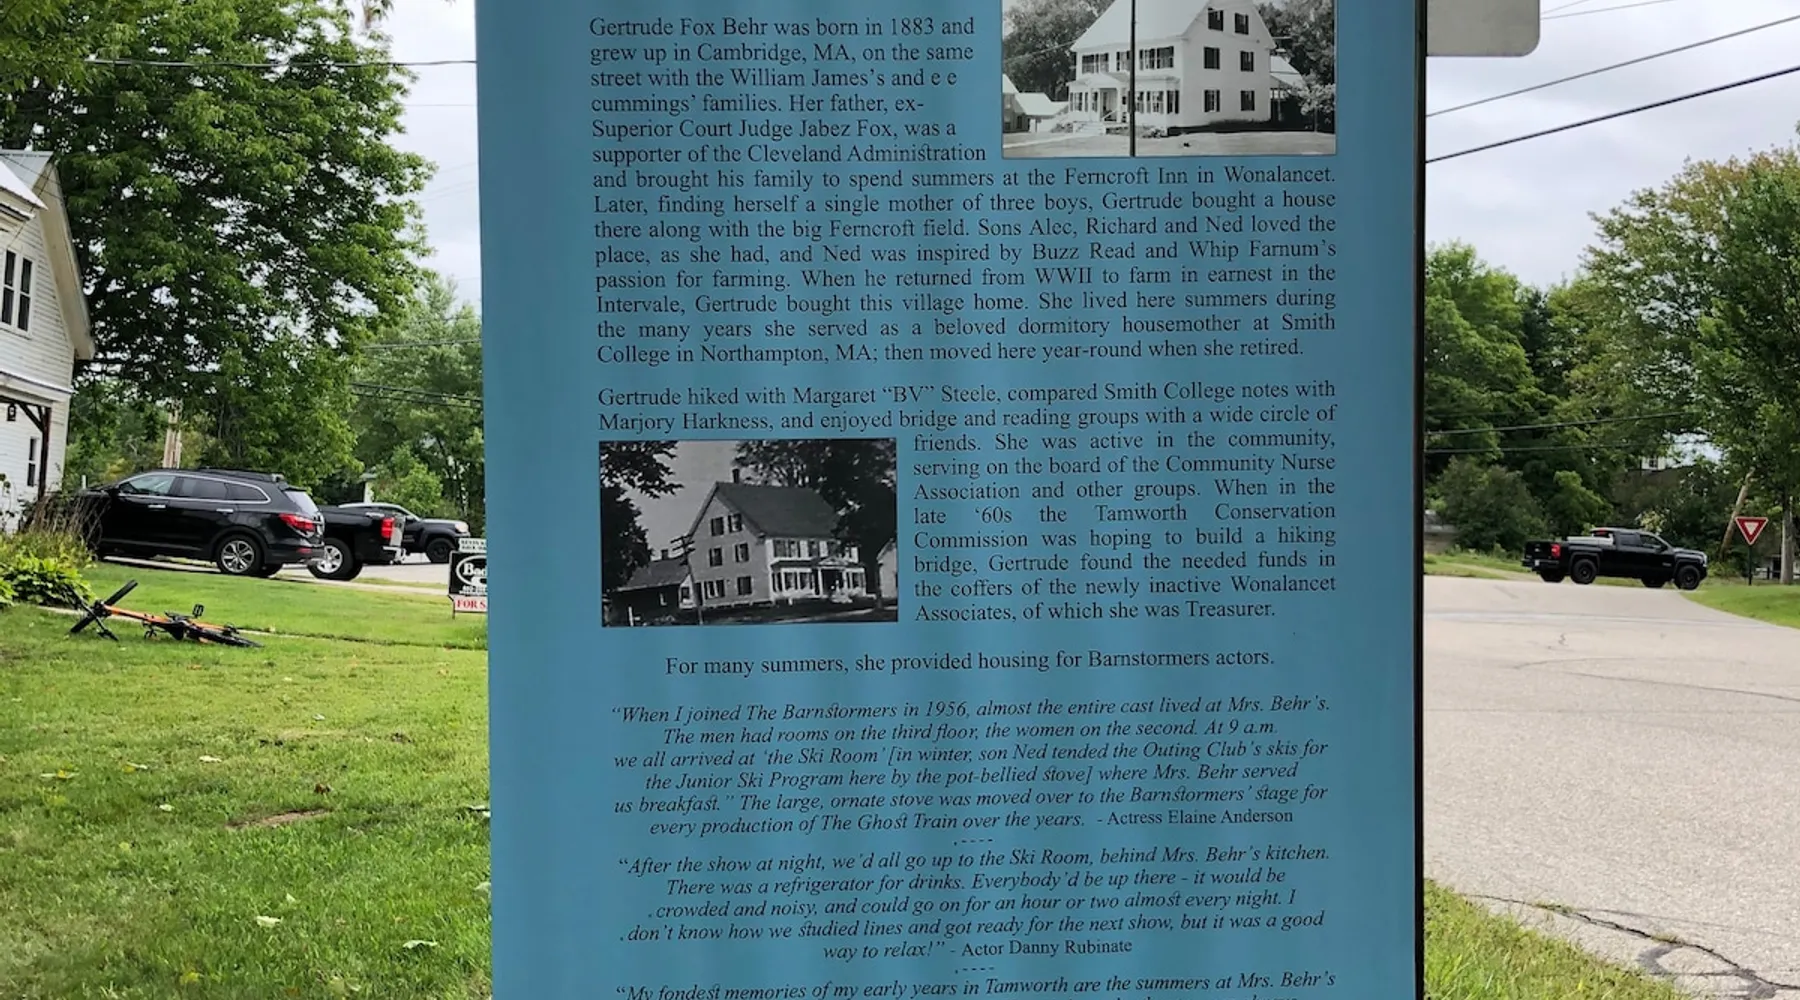 Gertrude Fox Behr was born in 1883 and
grew up in Cambridge, MA, on the same
street with the William James's and e e
cummings' families. Her father, ex-
Superior Court Judge Jabez Fox, was a
supporter of the Cleveland Administration
and brought his family to spend summers at the Ferncroft Inn in Wonalancet.
Later, finding herself a single mother of three boys, Gertrude bought a house
there along with the big Ferncroft field. Sons Alec, Richard and Ned loved the
place, as she had, and Ned was inspired by Buzz Read and Whip Farnum's
passion for farming. When he returned from WWII to farm in earnest in the
Intervale, Gertrude bought this village home. She lived here summers during
the many years she served as a beloved dormitory housemother at Smith
College in Northampton, MA; then moved here year-round when she retired.
Gertrude hiked with Margaret “BV” Steele, compared Smith College notes with
Marjory Harkness, and enjoyed bridge and reading groups with a wide circle of
friends. She was active in the community,
serving on the board of the Community Nurse
Association and other groups. When in the
late '60s the Tamworth Conservation
Commission was hoping to build a hiking
bridge, Gertrude found the needed funds in
the coffers of the newly inactive Wonalancet
Associates, of which she was Treasurer.
For many summers, she provided housing for Barnstormers actors.
“When I joined The Barnstormers in 1956, almost the entire cast lived at Mrs. Behr's.
The men had rooms on the third floor, the women on the second. At 9 a.m.
we all arrived at 'the Ski Room' [in winter, son Ned tended the Outing Club's skis for
the Junior Ski Program here by the pot-bellied stove] where Mrs. Behr served
us breakfast.” The large, ornate stove was moved over to the Barnstormers' stage for
every production of The Ghost Train over the years. - Actress Elaine Anderson
“After the show at night, we'd all go up to the Ski Room, behind Mrs. Behr's kitchen.
There was a refrigerator for drinks. Everybody'd be up there - it would be
crowded and noisy, and could go on for an hour or two almost every night. I
don't know how we studied lines and got ready for the next show, but it was a good
way to relax!” - Actor Danny Rubinate
“My fondest memories of my early years in Tamworth are the summers at Mrs. Behr's